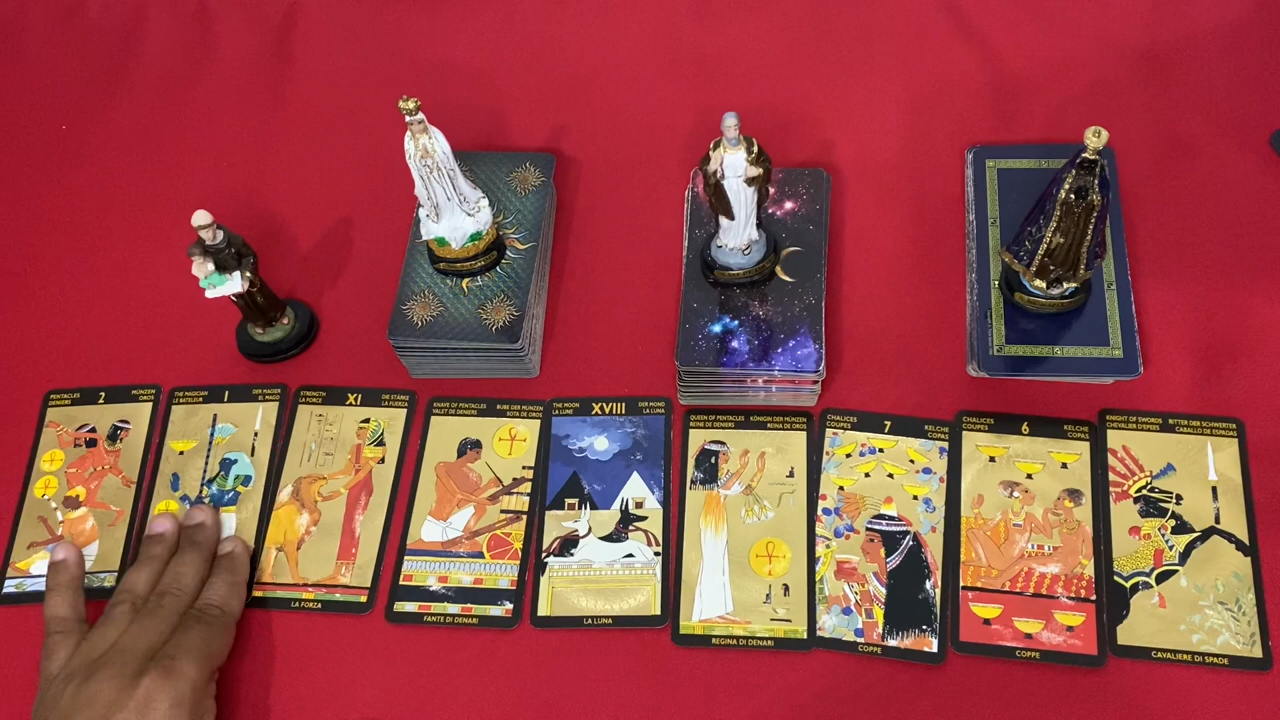 PENTACLES
DENIERS
2
MÜNZEN
OROS
THE MAGICIAN
LE BATELEUR
I
DER MAGIER
EL MAGO
STRENGTH
LA FORCE
XI
DIE STÄRKE
LA FUERZA
LA FORZA
KNAVE OF PENTACLES
VALET DE DENIERS
BUBE DER MÜNZEN
SOTA DE OROS
FANTE DI DENARI
THE MOON
LA LUNE
XVIII
DER MOND
LA LUNA
LA LUNA
QUEEN OF PENTACLES
REINE DE DENIERS
KÖNIGIN DER MÜNZEN
REINA DE OROS
REGINA DI DENARI
CHALICES
COUPES
7
KELCHE
COPAS
COPPE
CHALICES
COUPES
6
KELCHE
COPAS
COPPE
KNIGHT OF SWORDS
CHEVALIER D'EPEES
RITTER DER SCHWERTER
CABALLO DE ESPADAS
CAVALIERE DI SPADE